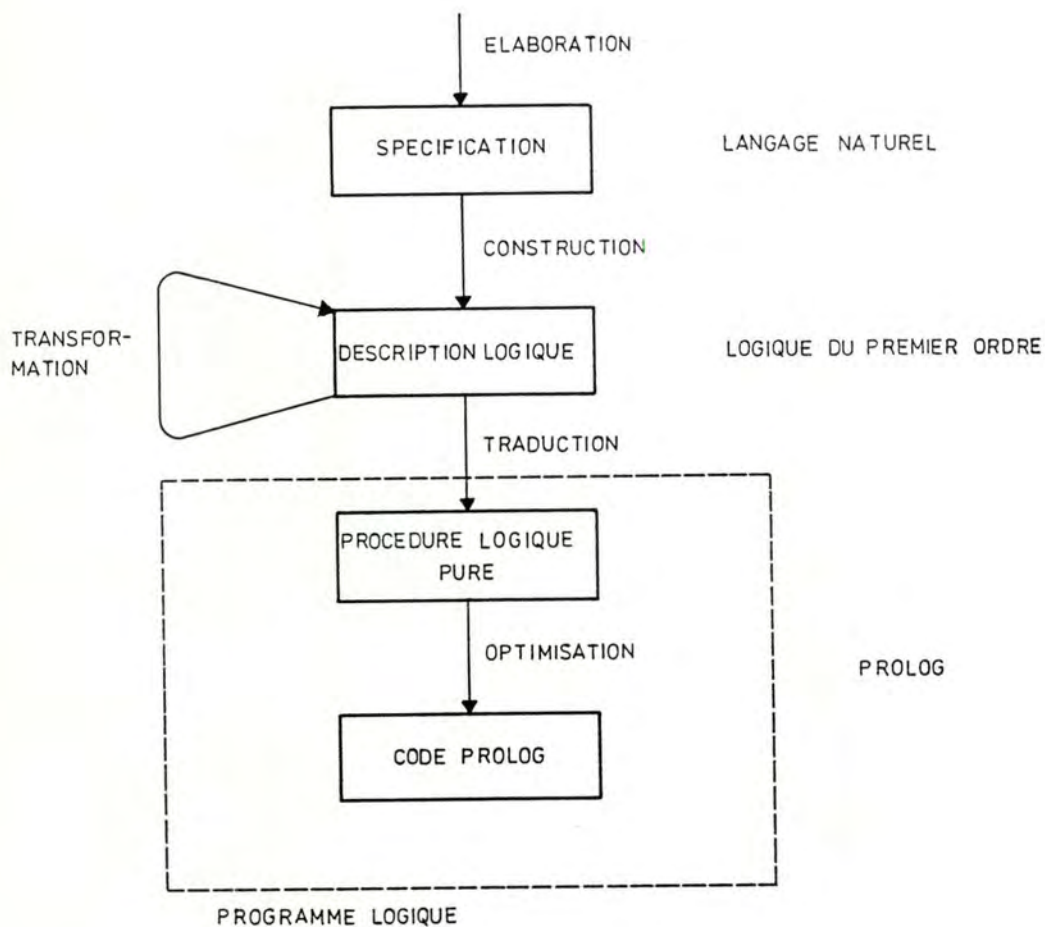 ELABORATION
SPECIFICATION
LANGAGE NATUREL
CONSTRUCTION
TRANSFOR-
MATION
DESCRIPTION LOGIQUE
LOGIQUE DU PREMIER ORDRE
TRADUCTION
PROCEDURE LOGIQUE
PURE
OPTIMISATION
PROLOG
CODE PROLOG
PROGRAMME LOGIQUE